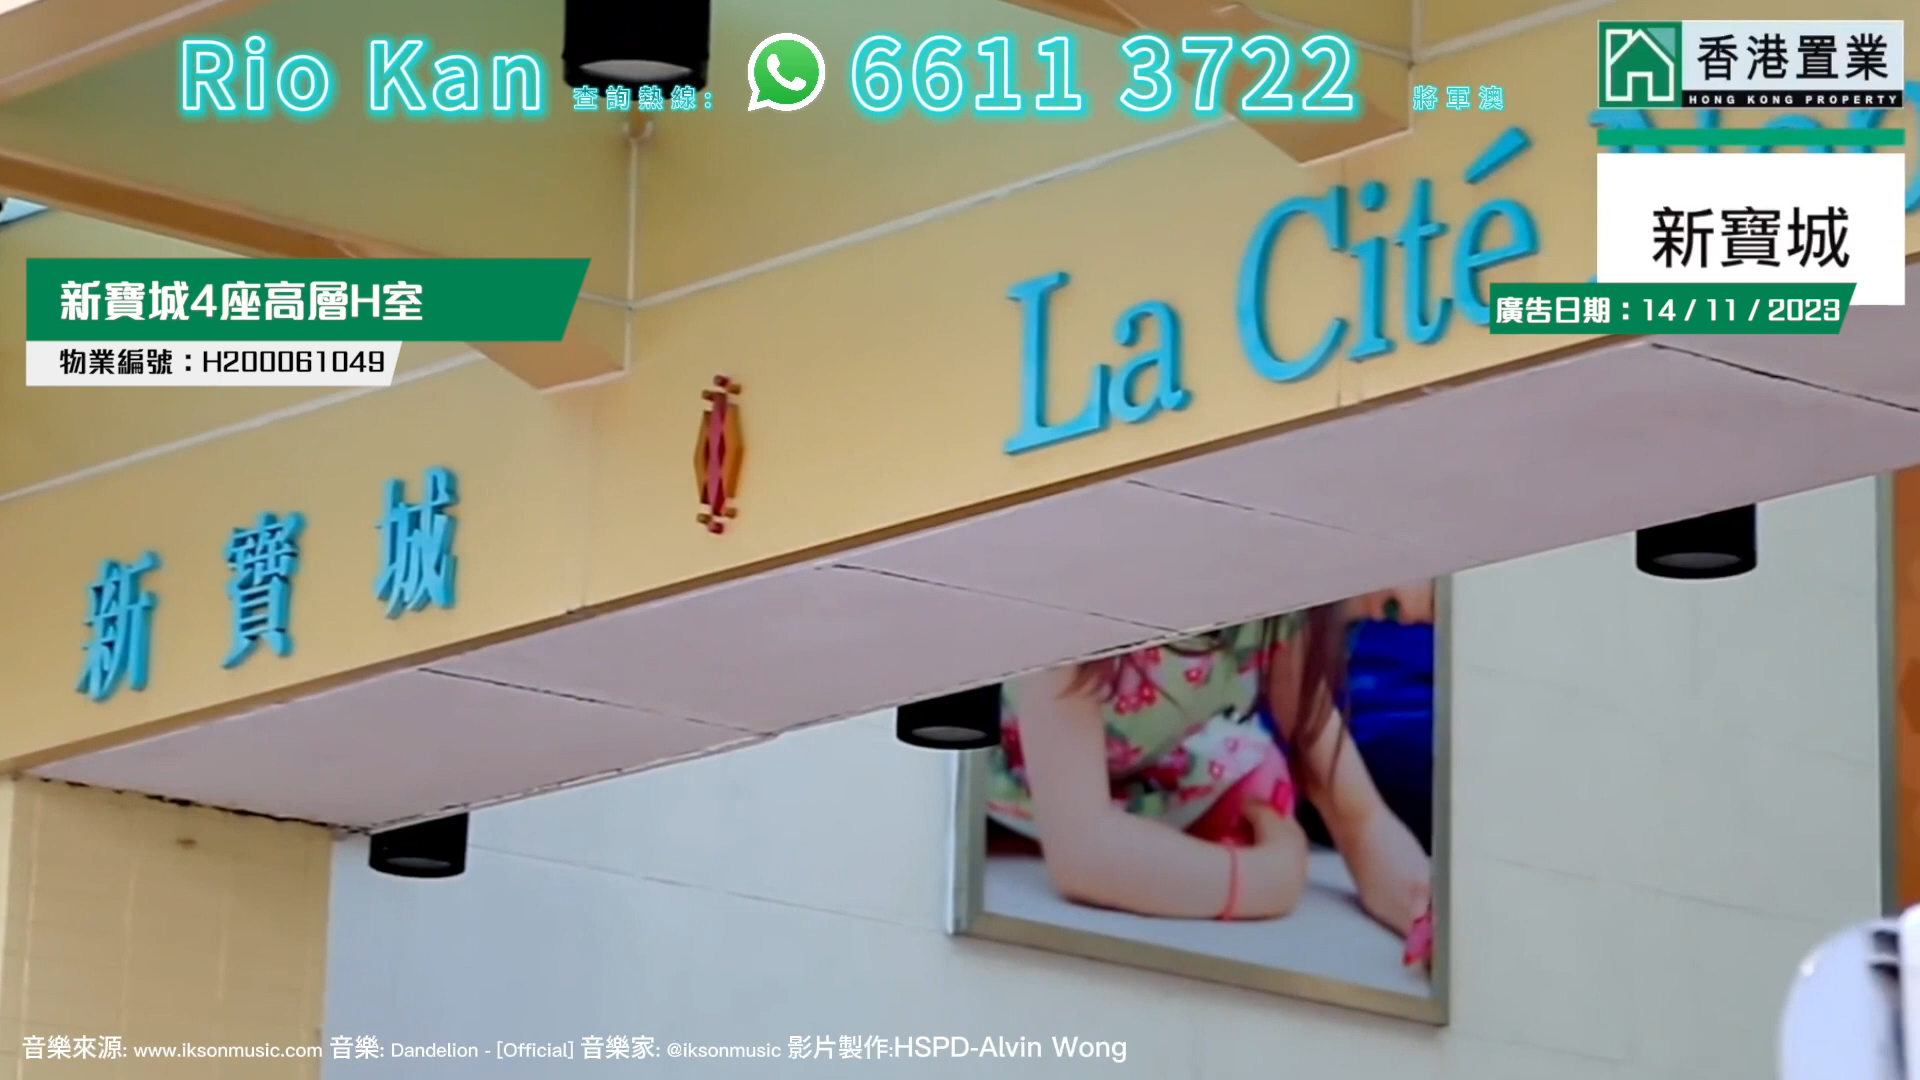 Rio Kan 查詢熱線: 6611 3722 將軍澳
香港置業
HONG KONG PROPERTY
新寶城
新寶城4座高層H室
物業編號：H200061049
廣告日期：14 / 11 / 2023
新寶城 La Cité
音樂來源: www.iksonmusic.com 音樂: Dandelion - [Official] 音樂家: @iksonmusic 影片製作:HSPD-Alvin Wong